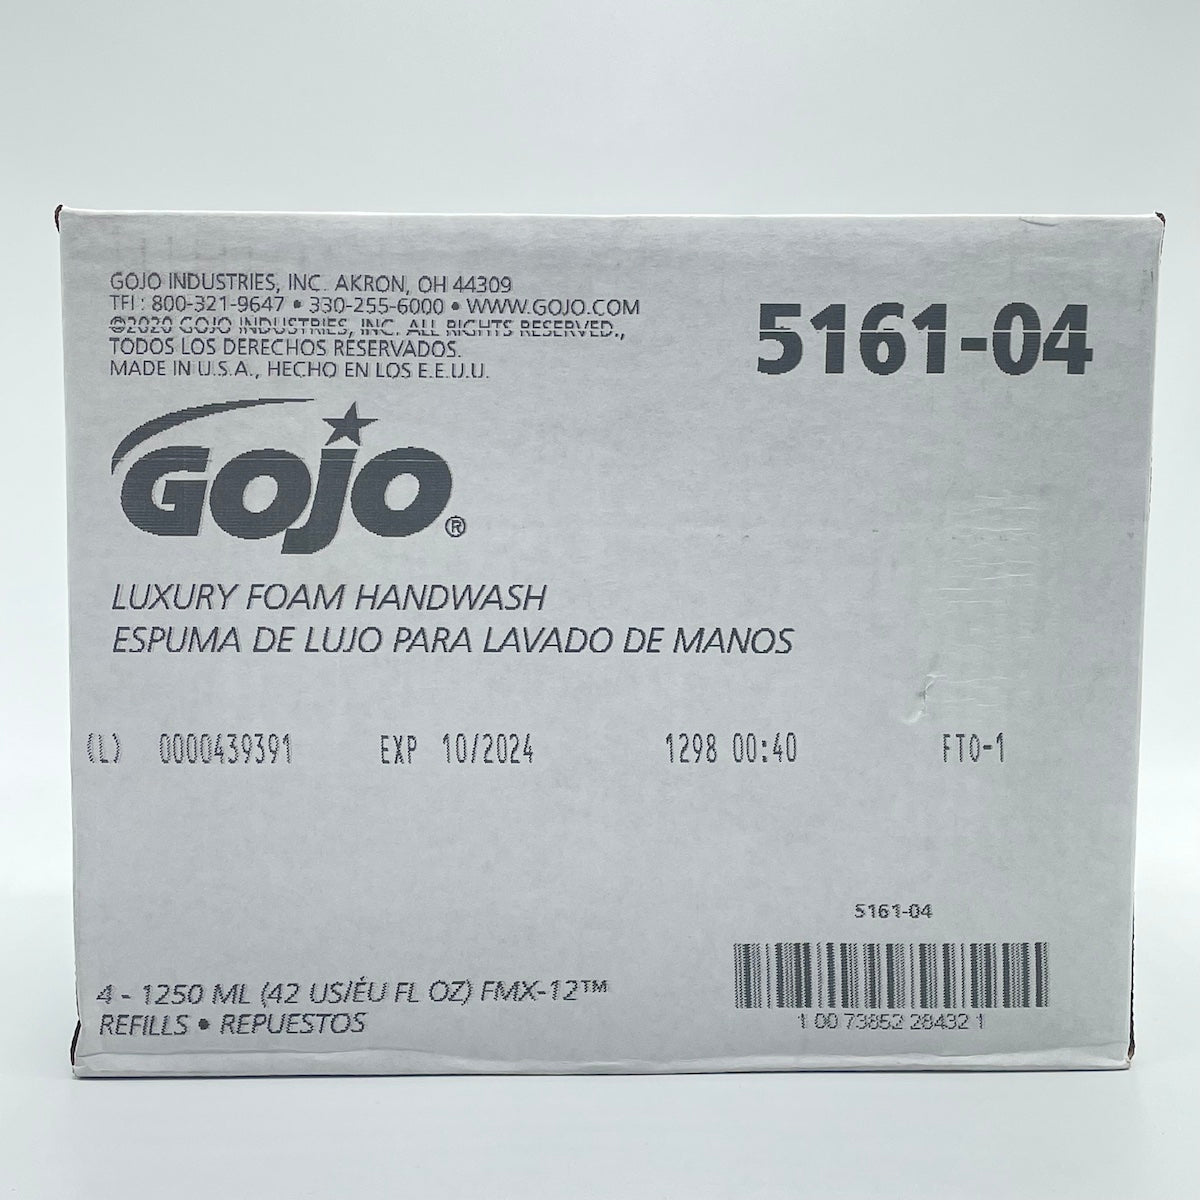 GOJO INDUSTRIES, INC. AKRON, OH 44309
TFl : 800-321-9647 • 330-255-6000 • WWW.GOJO.COM
©2020 GOJO INDUSTRIES, INC. ALL RIGHTS RESERVED.,
TODOS LOS DERECHOS RESERVADOS.
MADE IN U.S.A., HECHO EN LOS E.E.U.U.
5161-04
GOJO®
LUXURY FOAM HANDWASH
ESPUMA DE LUJO PARA LAVADO DE MANOS
(L) 0000439391 EXP 10/2024 1298 00:40 FTO-1
5161-04
1 00 73852 28432 1
4 - 1250 ML (42 US/ÉU FL OZ) FMX-12™
REFILLS • REPUESTOS